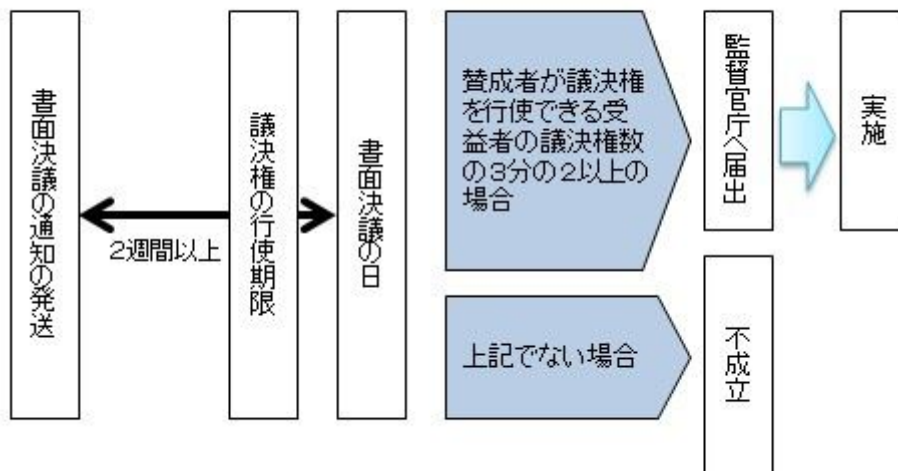 書面決議の通知の発送
2週間以上
議決権の行使期限
書面決議の日
賛成者が議決権
を行使できる受
益者の議決権数
の3分の2以上の
場合
監督官庁へ届出
実施
上記でない場合
不成立